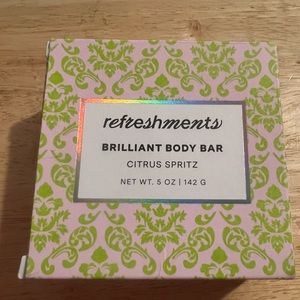 refreshments
BRILLIANT BODY BAR
CITRUS SPRITZ
NET WT. 5 OZ | 142 G